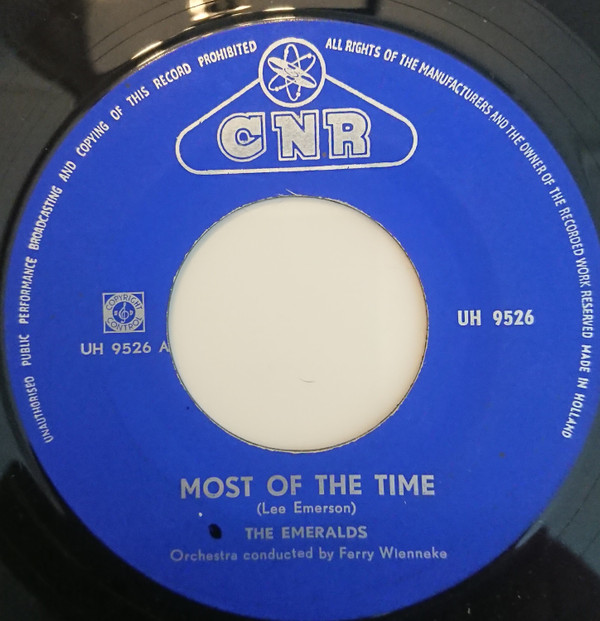 UNAUTHORISED PUBLIC PERFORMANCE BROADCASTING AND COPYING OF THIS RECORD PROHIBITED
ALL RIGHTS OF THE MANUFACTURERS AND THE OWNER OF THE RECORDED WORK RESERVED MADE IN HOLLAND
CNR
COPYRIGHT
CONTROL
UH 9526 A
UH 9526
MOST OF THE TIME
(Lee Emerson)
THE EMERALDS
Orchestra conducted by Ferry Wienneke